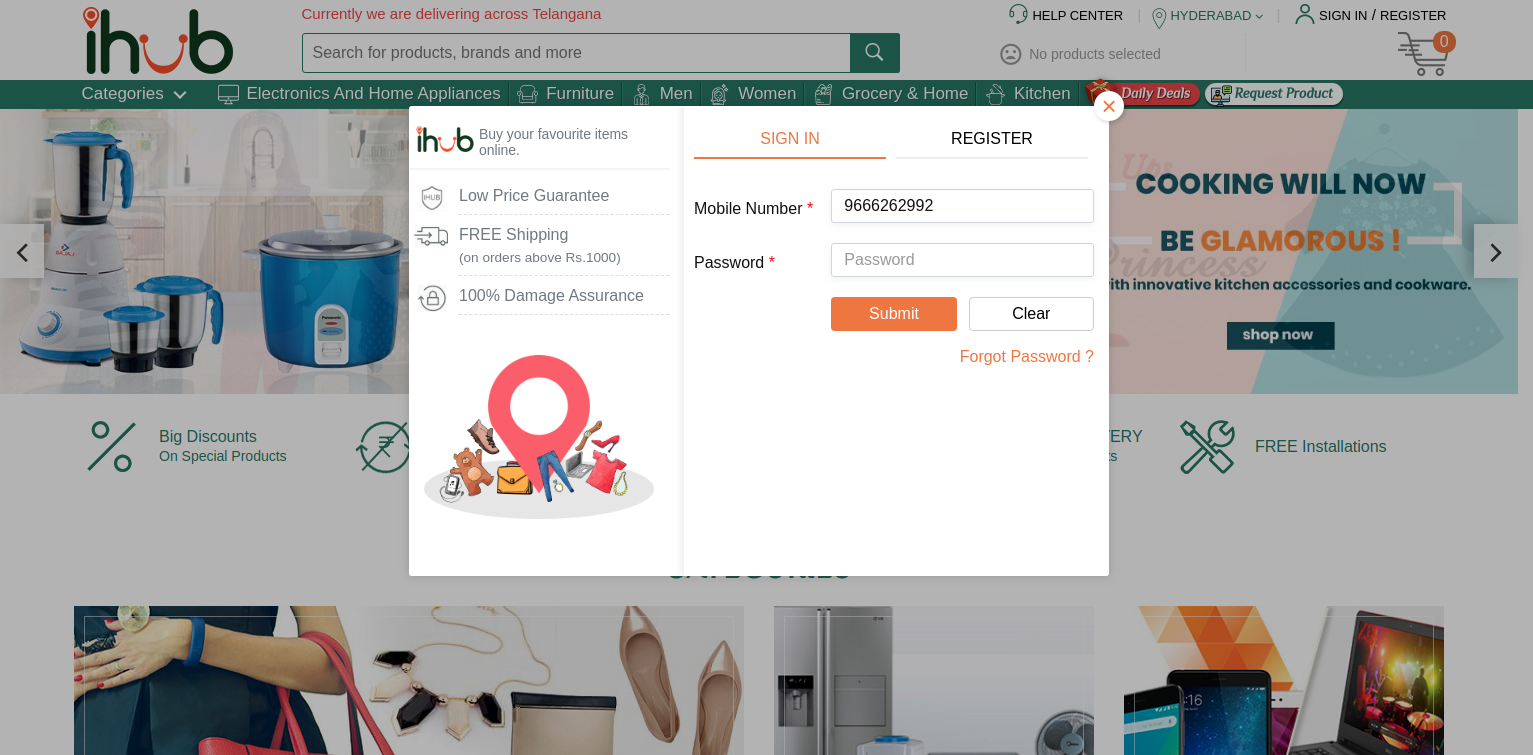 Currently we are delivering across Telangana
HELP CENTER
HYDERABAD
SIGN IN / REGISTER
ihub
Search for products, brands and more
No products selected
0
Categories
Electronics And Home Appliances
Furniture
Men
Women
Grocery & Home
Kitchen
Daily Deals
Request Product
ihub
Buy your favourite items
online.
Low Price Guarantee
FREE Shipping
(on orders above Rs.1000)
100% Damage Assurance
SIGN IN
REGISTER
Mobile Number *
9666262992
Password *
Password
Submit
Clear
Forgot Password ?
COOKING WILL NOW
BE GLAMOROUS !
Princess
with innovative kitchen accessories and cookware.
shop now
BAJAJ
Panasonic
IHUB
Big Discounts
On Special Products
FREE Installations
CATEGORIES